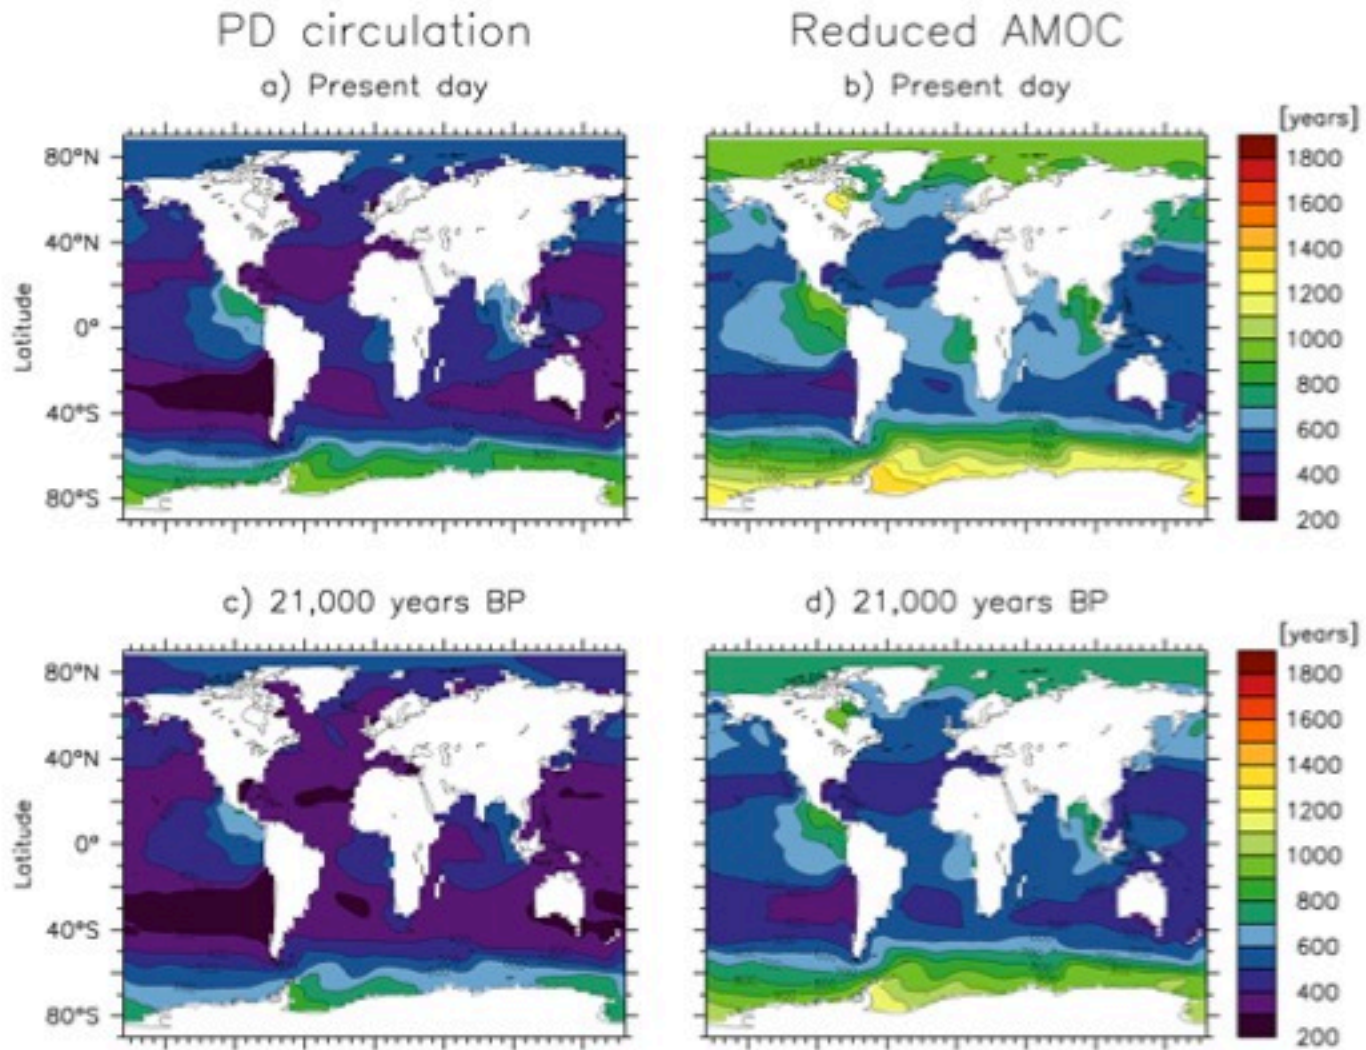 PD circulation
Reduced AMOC
a) Present day
b) Present day
[years]
80°N
40°N
0°
40°S
80°S
Latitude
1800
1600
1400
1200
1000
800
600
400
200
c) 21,000 years BP
d) 21,000 years BP
[years]
80°N
40°N
0°
40°S
80°S
Latitude
1800
1600
1400
1200
1000
800
600
400
200